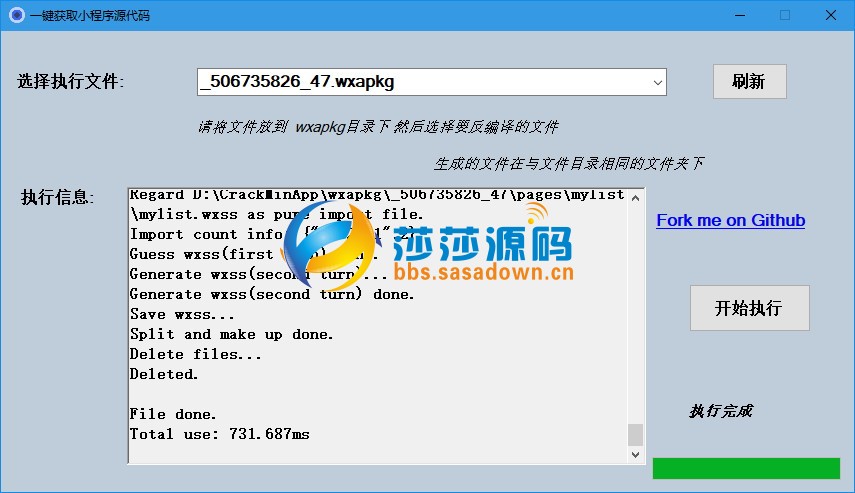 一键获取小程序源代码
选择执行文件:
_506735826_47.wxapkg
刷新
请将文件放到 wxapkg目录下 然后选择要反编译的文件
生成的文件在与文件目录相同的文件夹下
执行信息:
Regard D:\CrackMinApp\wxapkg\_506735826_47\pages\mylist
\mylist.wxss as pure import file.
Import count info: 
Guess wxss(first
Generate wxss(second turn)...
Generate wxss(second turn) done.
Save wxss...
Split and make up done.
Delete files...
Deleted.
File done.
Total use: 731.687ms
莎莎源码
bbs.sasadown.cn
Fork me on Github
开始执行
执行完成